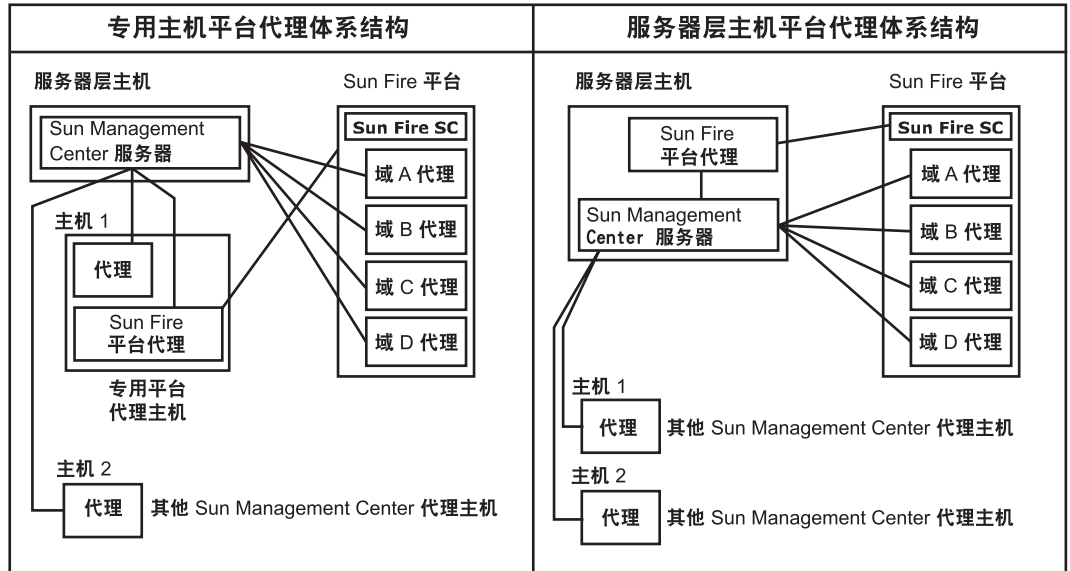 专用主机平台代理体系结构
服务器层主机
Sun Fire 平台
Sun Management
Center 服务器
Sun Fire SC
域 A 代理
域 B 代理
域 C 代理
域 D 代理
主机 1
代理
Sun Fire
平台代理
专用平台
代理主机
主机 2
代理
其他 Sun Management Center 代理主机
服务器层主机平台代理体系结构
服务器层主机
Sun Fire 平台
Sun Fire
平台代理
Sun Management
Center 服务器
Sun Fire SC
域 A 代理
域 B 代理
域 C 代理
域 D 代理
主机 1
代理
其他 Sun Management Center 代理主机
主机 2
代理
其他 Sun Management Center 代理主机